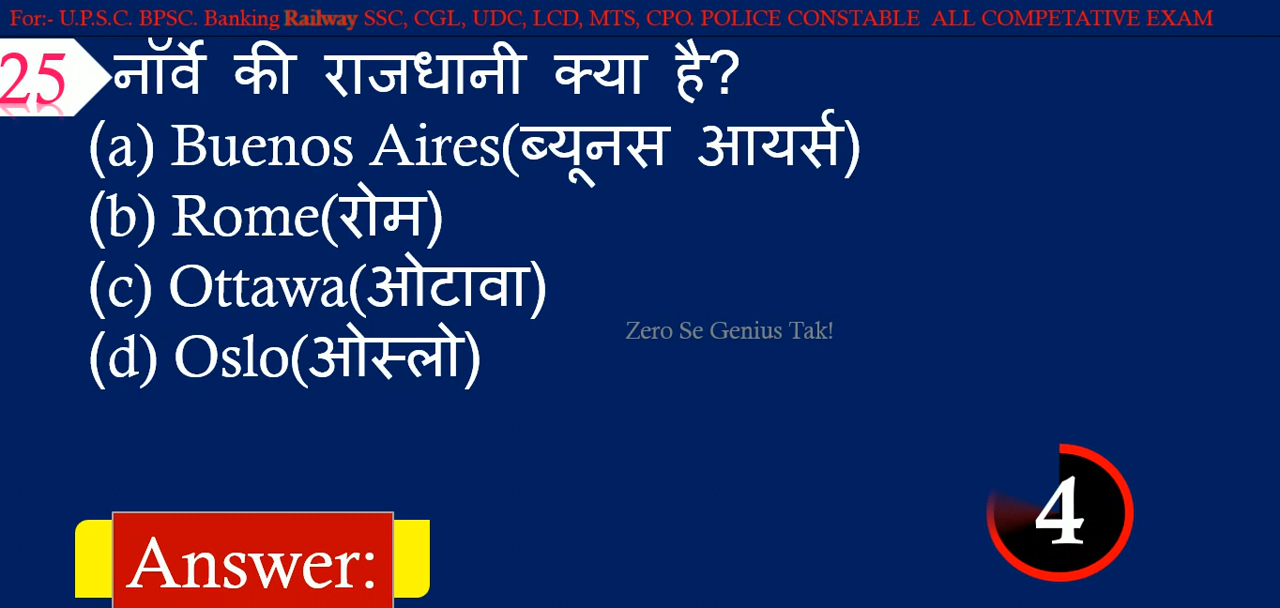 For:- U.P.S.C. BPSC. Banking Railway SSC, CGL, UDC, LCD, MTS, CPO. POLICE CONSTABLE ALL COMPETATIVE EXAM
25 नॉर्वे की राजधानी क्या है?
(a) Buenos Aires(ब्यूनस आयर्स)
(b) Rome(रोम)
(c) Ottawa(ओटावा)
Zero Se Genius Tak!
(d) Oslo(ओस्लो)
4
Answer: